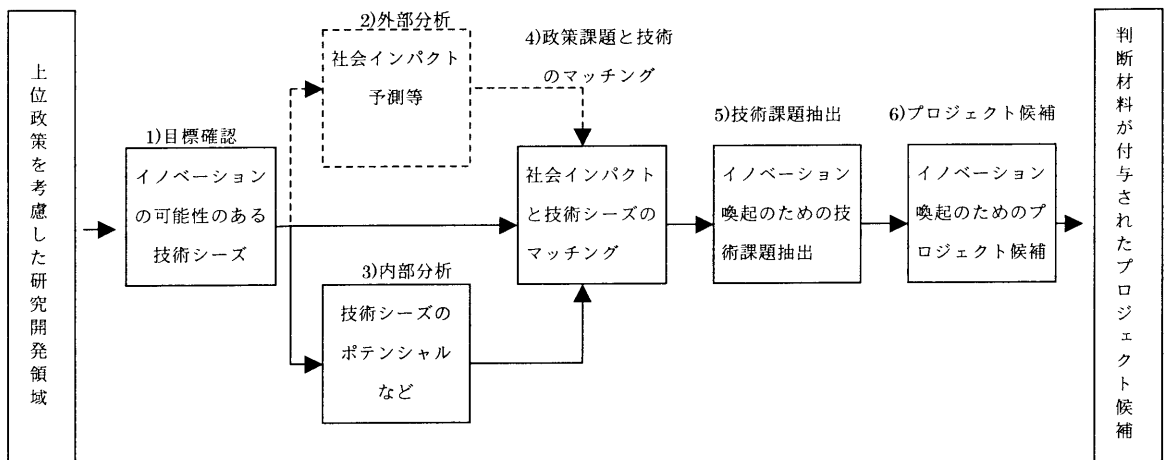 上位政策を考慮した研究開発領域
1)目標確認
イノベーション
の可能性のある
技術シーズ
2)外部分析
社会インパクト
予測等
3)内部分析
技術シーズの
ポテンシャル
など
4)政策課題と技術
のマッチング
社会インパクト
と技術シーズの
マッチング
5)技術課題抽出
イノベーション
喚起のための技
術課題抽出
6)プロジェクト候補
イノベーション
喚起のためのプ
ロジェクト候補
判断材料が付与されたプロジェクト候補